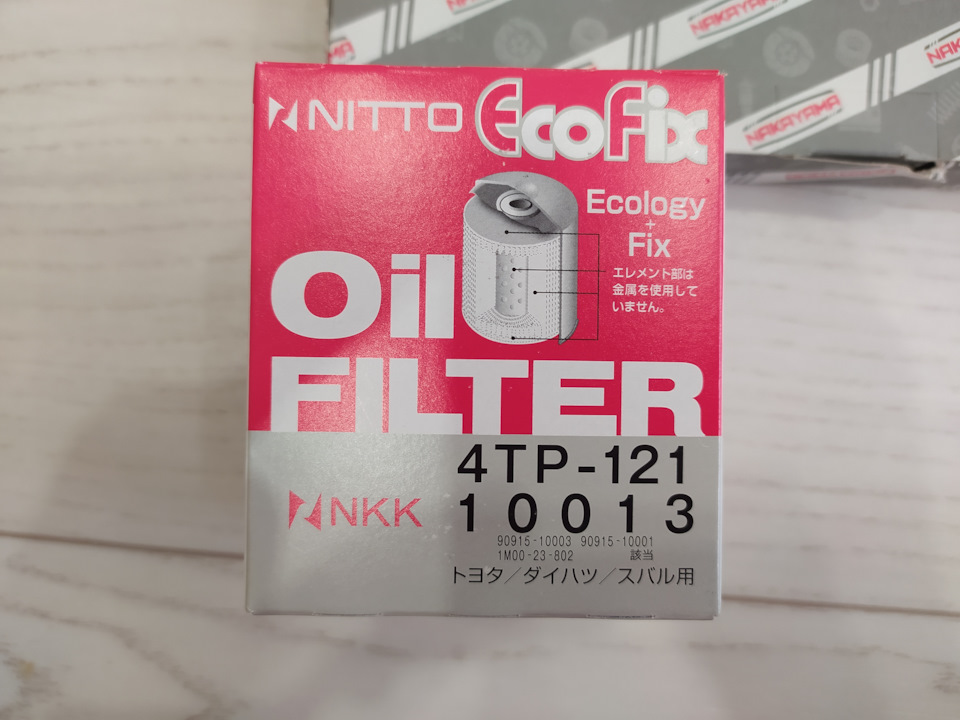 NAKAYAMA
NAKAYAMA
NAKAYAMA
NITTO EcoFix
Ecology
+
Fix
エレメント部は
金属を使用して
いません。
Oil
FILTER
4TP-121
NKK
10013
90915-10003 90915-10001
1M00-23-802 該当
トヨタ/ダイハツ/スバル用